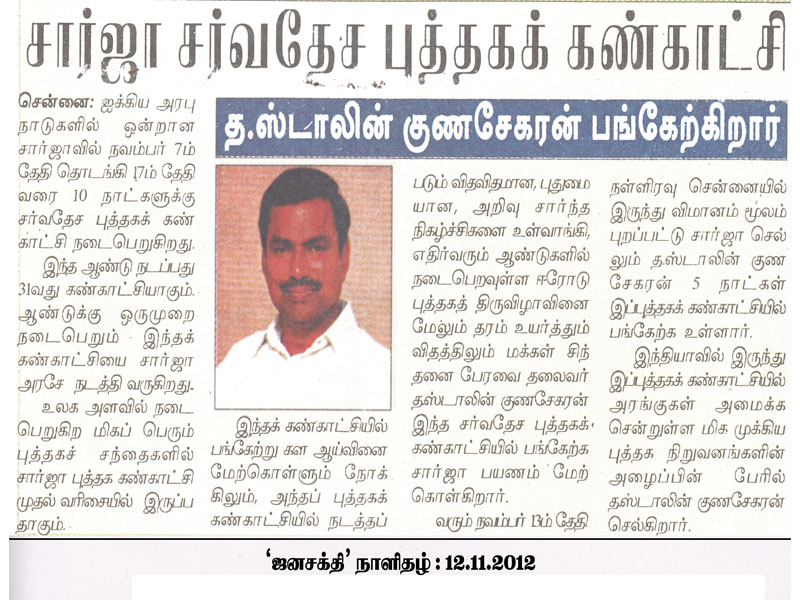 சார்ஜா சர்வதேச புத்தகக் கண்காட்சி
த.ஸ்டாலின் குணசேகரன் பங்கேற்கிறார்
சென்னை: ஐக்கிய அரபு
நாடுகளில் ஒன்றான
சார்ஜாவில் நவம்பர் 7ம்
தேதி தொடங்கி 17ம் தேதி
வரை 10 நாட்களுக்கு
சர்வதேச புத்தகக் கண்
காட்சி நடைபெறுகிறது.
இந்த ஆண்டு நடப்பது
31வது கண்காட்சியாகும்.
ஆண்டுக்கு ஒருமுறை
நடைபெறும் இந்தக்
கண்காட்சியை சார்ஜா
அரசே நடத்தி வருகிறது.
உலக அளவில் நடை
பெறுகிற மிகப் பெரும்
புத்தகச் சந்தைகளில்
சார்ஜா புத்தக கண்காட்சி
முதல் வரிசையில் இருப்ப
தாகும்.
இந்தக் கண்காட்சியில்
பங்கேற்று கள ஆய்வினை
மேற்கொள்ளும் நோக்
கிலும், அந்தப் புத்தகக்
கண்காட்சியில் நடத்தப்
படும் விதவிதமான, புதுமை
யான, அறிவு சார்ந்த
நிகழ்ச்சிகளை உள்வாங்கி,
எதிர்வரும் ஆண்டுகளில்
நடைபெறவுள்ள ஈரோடு
புத்தகத் திருவிழாவினை
மேலும் தரம் உயர்த்தும்
விதத்திலும் மக்கள் சிந்
தனை பேரவை தலைவர்
த.ஸ்டாலின் குணசேகரன்
இந்த சர்வதேச புத்தகக்
கண்காட்சியில் பங்கேற்க
சார்ஜா பயணம் மேற்
கொள்கிறார்.
வரும் நவம்பர் 13ம் தேதி
நள்ளிரவு சென்னையில்
இருந்து விமானம் மூலம்
புறப்பட்டு சார்ஜா செல்
லும் த.ஸ்டாலின் குண
சேகரன் 5 நாட்கள்
இப்புத்தகக் கண்காட்சியில்
பங்கேற்க உள்ளார்.
இந்தியாவில் இருந்து
இப்புத்தகக் கண்காட்சியில்
அரங்குகள் அமைக்க
சென்றுள்ள மிக முக்கிய
புத்தக நிறுவனங்களின்
அழைப்பின் பேரில்
த.ஸ்டாலின் குணசேகரன்
செல்கிறார்.
'ஜனசக்தி' நாளிதழ் : 12.11.2012